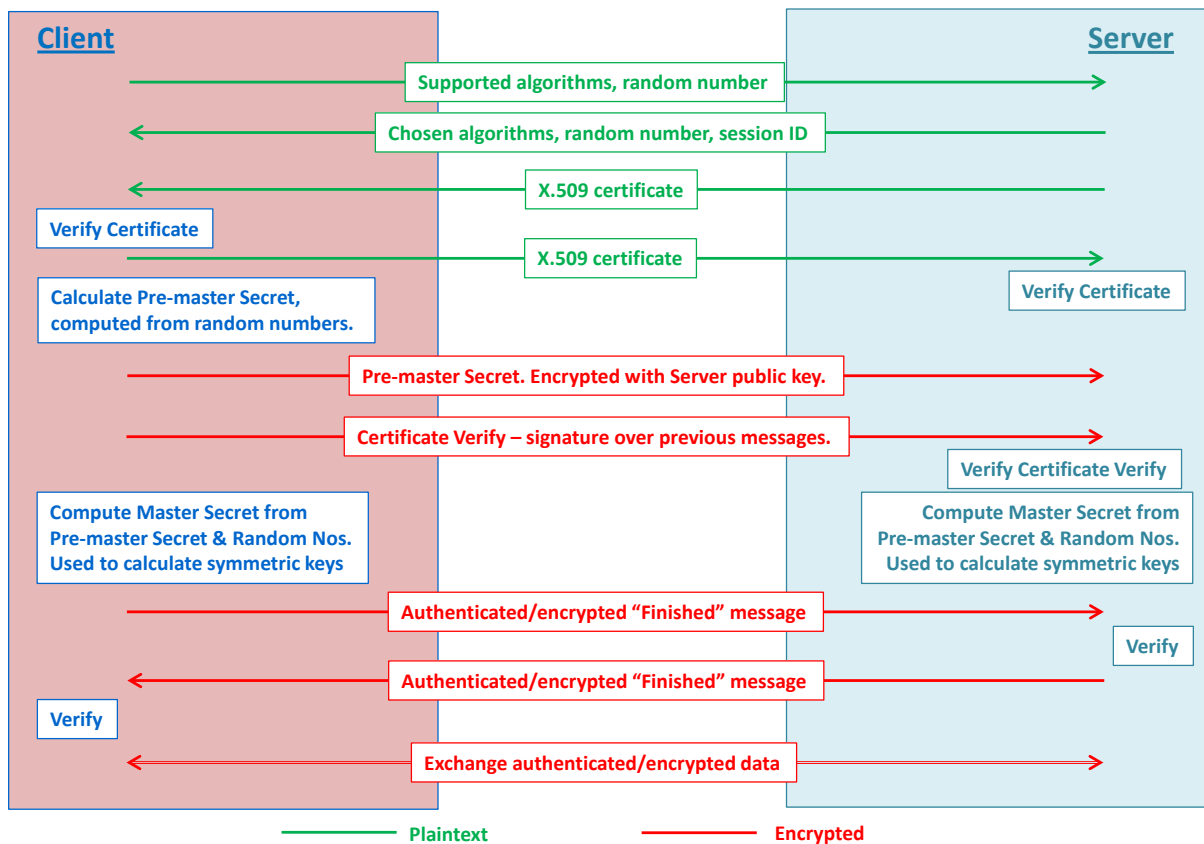 Client
Server
Supported algorithms, random number
Chosen algorithms, random number, session ID
X.509 certificate
Verify Certificate
X.509 certificate
Verify Certificate
Calculate Pre-master Secret,
computed from random numbers.
Pre-master Secret. Encrypted with Server public key.
Certificate Verify – signature over previous messages.
Verify Certificate Verify
Compute Master Secret from
Pre-master Secret & Random Nos.
Used to calculate symmetric keys
Compute Master Secret from
Pre-master Secret & Random Nos.
Used to calculate symmetric keys
Authenticated/encrypted “Finished” message
Verify
Authenticated/encrypted “Finished” message
Verify
Exchange authenticated/encrypted data
Plaintext
Encrypted